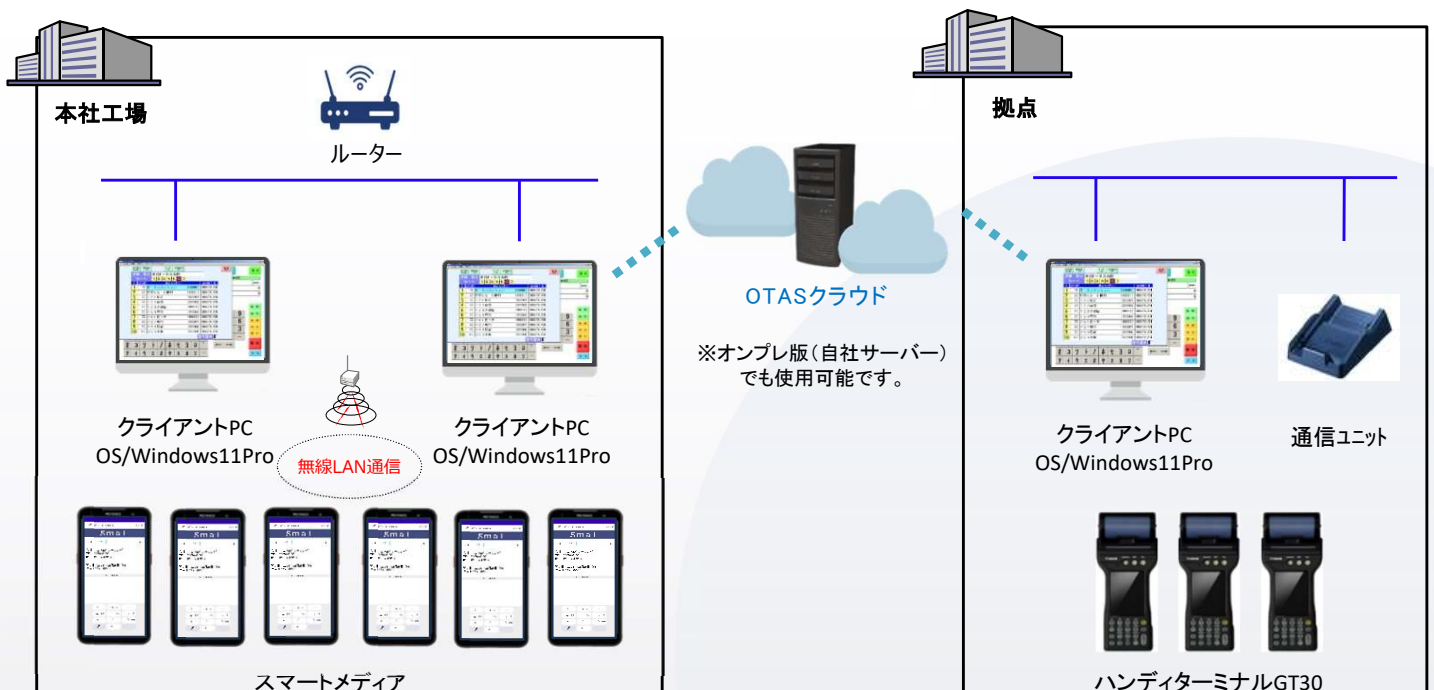 本社工場
ルーター
クライアントPC
OS/Windows11Pro
無線LAN通信
クライアントPC
OS/Windows11Pro
スマートメディア
OTASクラウド
※オンプレ版（自社サーバー）
でも使用可能です。
拠点
クライアントPC
OS/Windows11Pro
通信ユニット
ハンディターミナルGT30